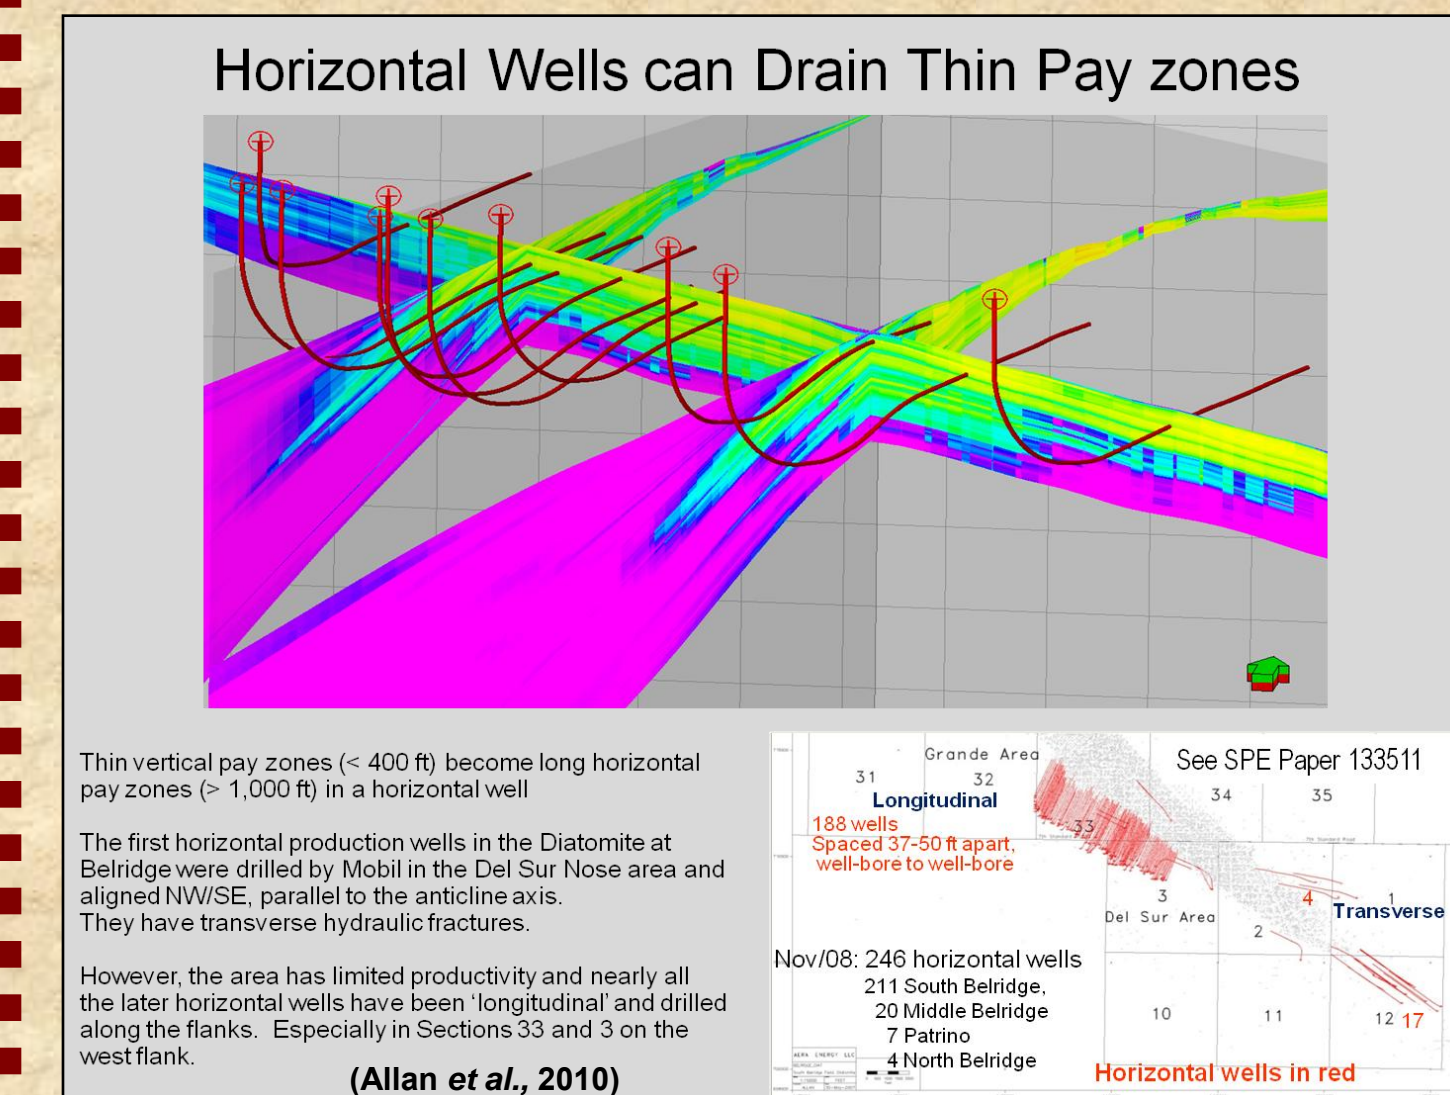 Horizontal Wells can Drain Thin Pay zones
Thin vertical pay zones (< 400 ft) become long horizontal
pay zones (> 1,000 ft) in a horizontal well
The first horizontal production wells in the Diatomite at
Belridge were drilled by Mobil in the Del Sur Nose area and
aligned NW/SE, parallel to the anticline axis.
They have transverse hydraulic fractures.
However, the area has limited productivity and nearly all
the later horizontal wells have been 'longitudinal' and drilled
along the flanks. Especially in Sections 33 and 3 on the
west flank.
(Allan et al., 2010)
Grande Area
See SPE Paper 133511
31
32
34
35
Longitudinal
188 wells
Spaced 37-50 ft apart,
well-bore to well-bore
33
3
Del Sur Area
4
1
Transverse
2
Nov/08: 246 horizontal wells
211 South Belridge,
20 Middle Belridge
7 Patrino
4 North Belridge
10
11
12
17
AERA ENERGY LLC
Horizontal wells in red